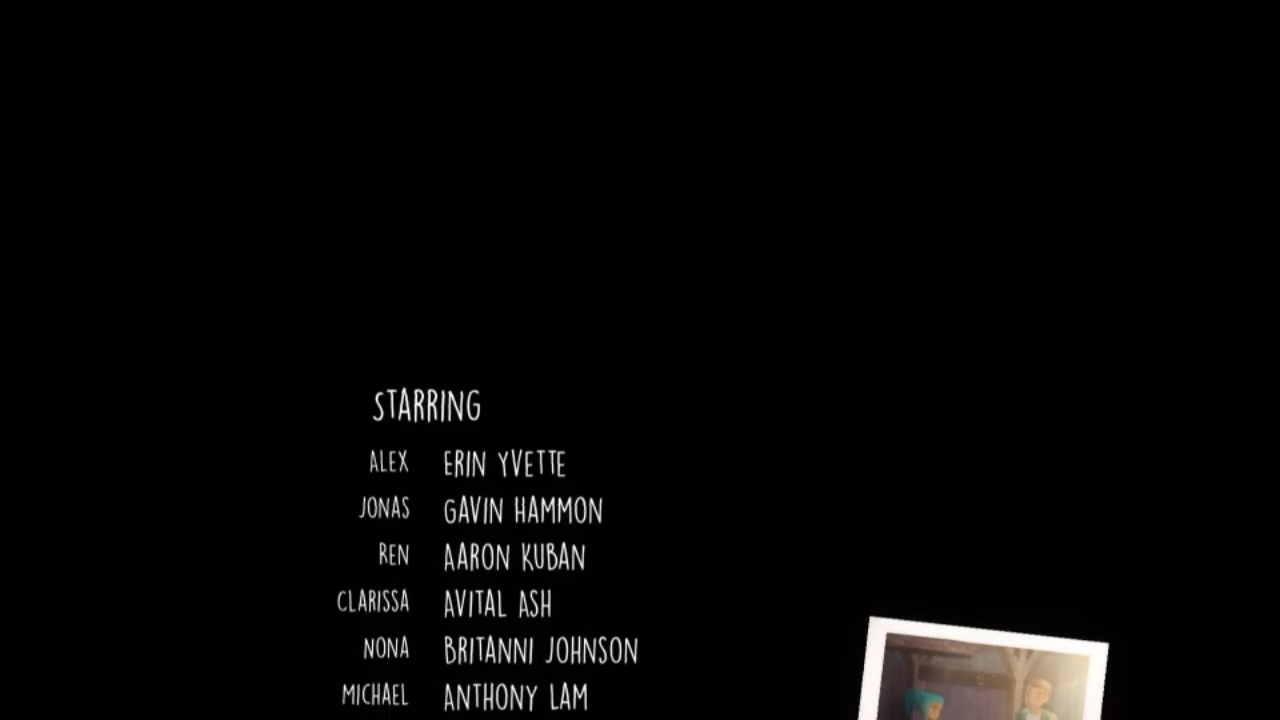 STARRING
ALEX ERIN YVETTE
JONAS GAVIN HAMMON
REN AARON KUBAN
CLARISSA AVITAL ASH
NONA BRITANNI JOHNSON
MICHAEL ANTHONY LAM